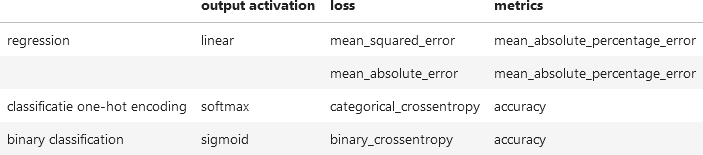 output activation loss metrics
regression linear mean_squared_error mean_absolute_percentage_error
mean_absolute_error mean_absolute_percentage_error
classificatie one-hot encoding softmax categorical_crossentropy accuracy
binary classification sigmoid binary_crossentropy accuracy